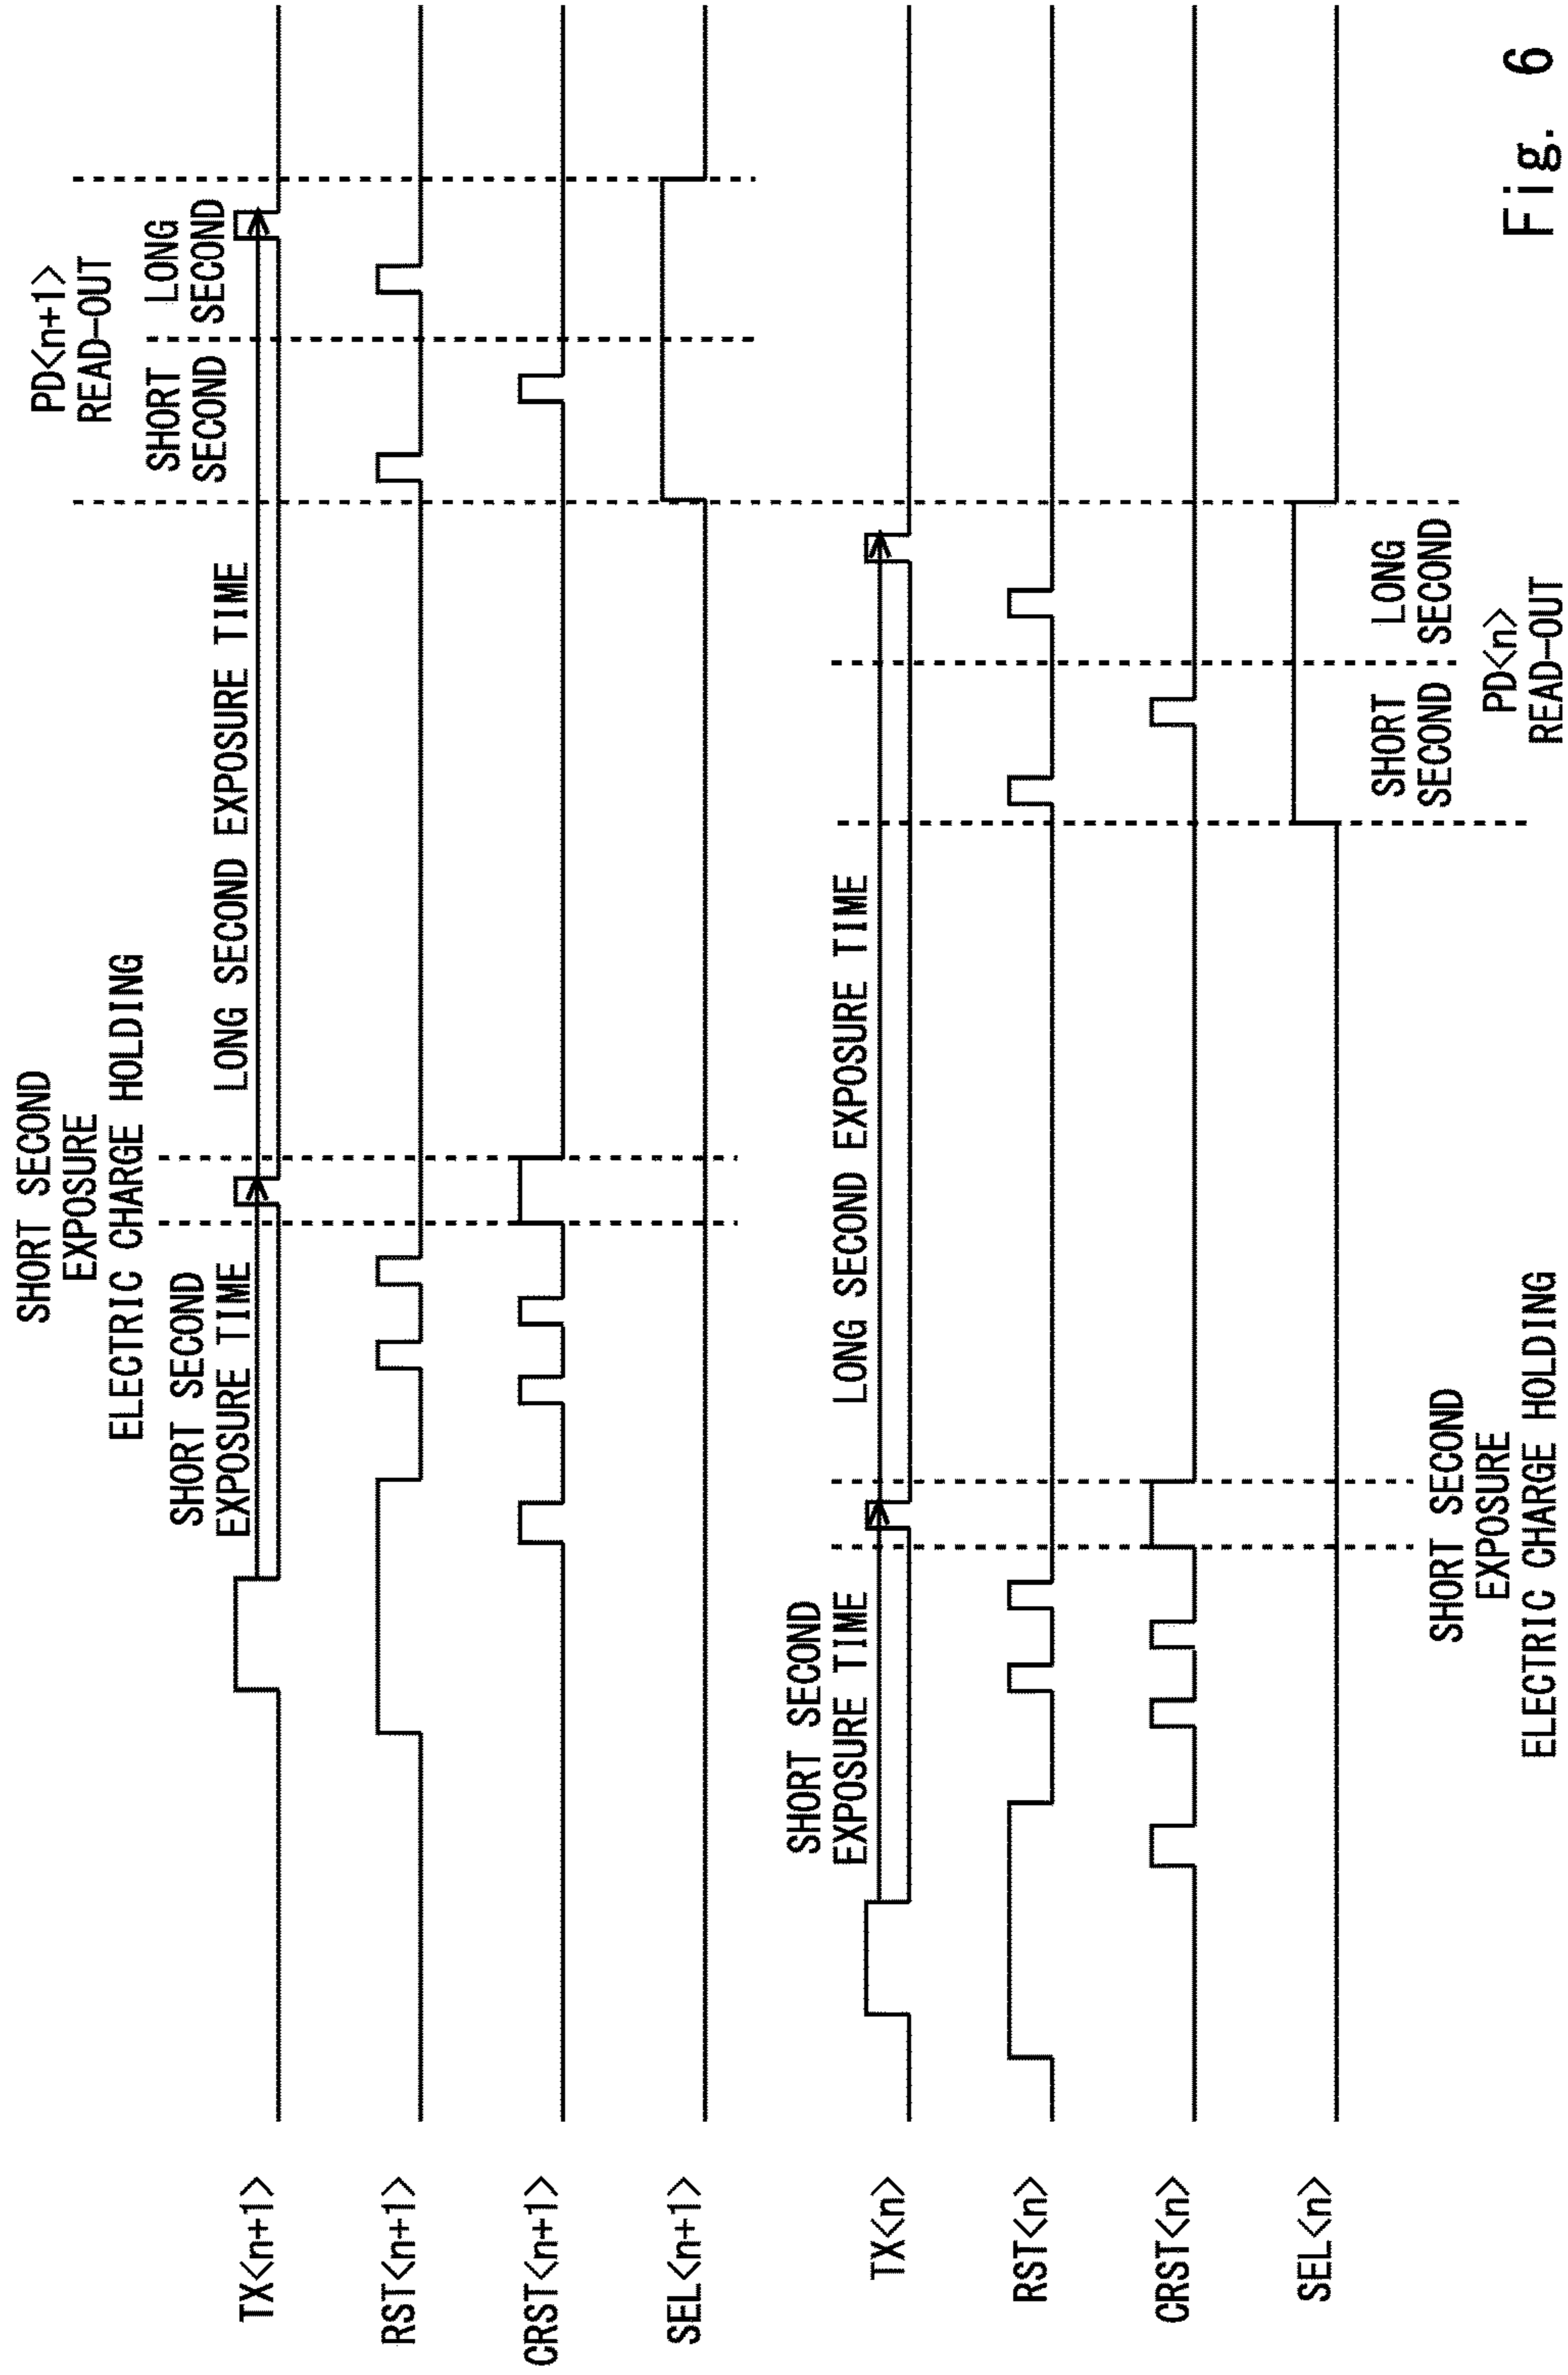 PD<n+1>
READ-OUT
SHORT SECOND
EXPOSURE
ELECTRIC CHARGE HOLDING
SHORT
SECOND
LONG
SECOND
SHORT SECOND
EXPOSURE TIME
LONG SECOND EXPOSURE TIME
TX<n+1>
RST<n+1>
CRST<n+1>
SEL<n+1>
SHORT SECOND
EXPOSURE TIME
LONG SECOND EXPOSURE TIME
TX<n>
RST<n>
CRST<n>
SEL<n>
SHORT
SECOND
LONG
SECOND
SHORT SECOND
EXPOSURE
ELECTRIC CHARGE HOLDING
PD<n>
READ-OUT
Fig. 6